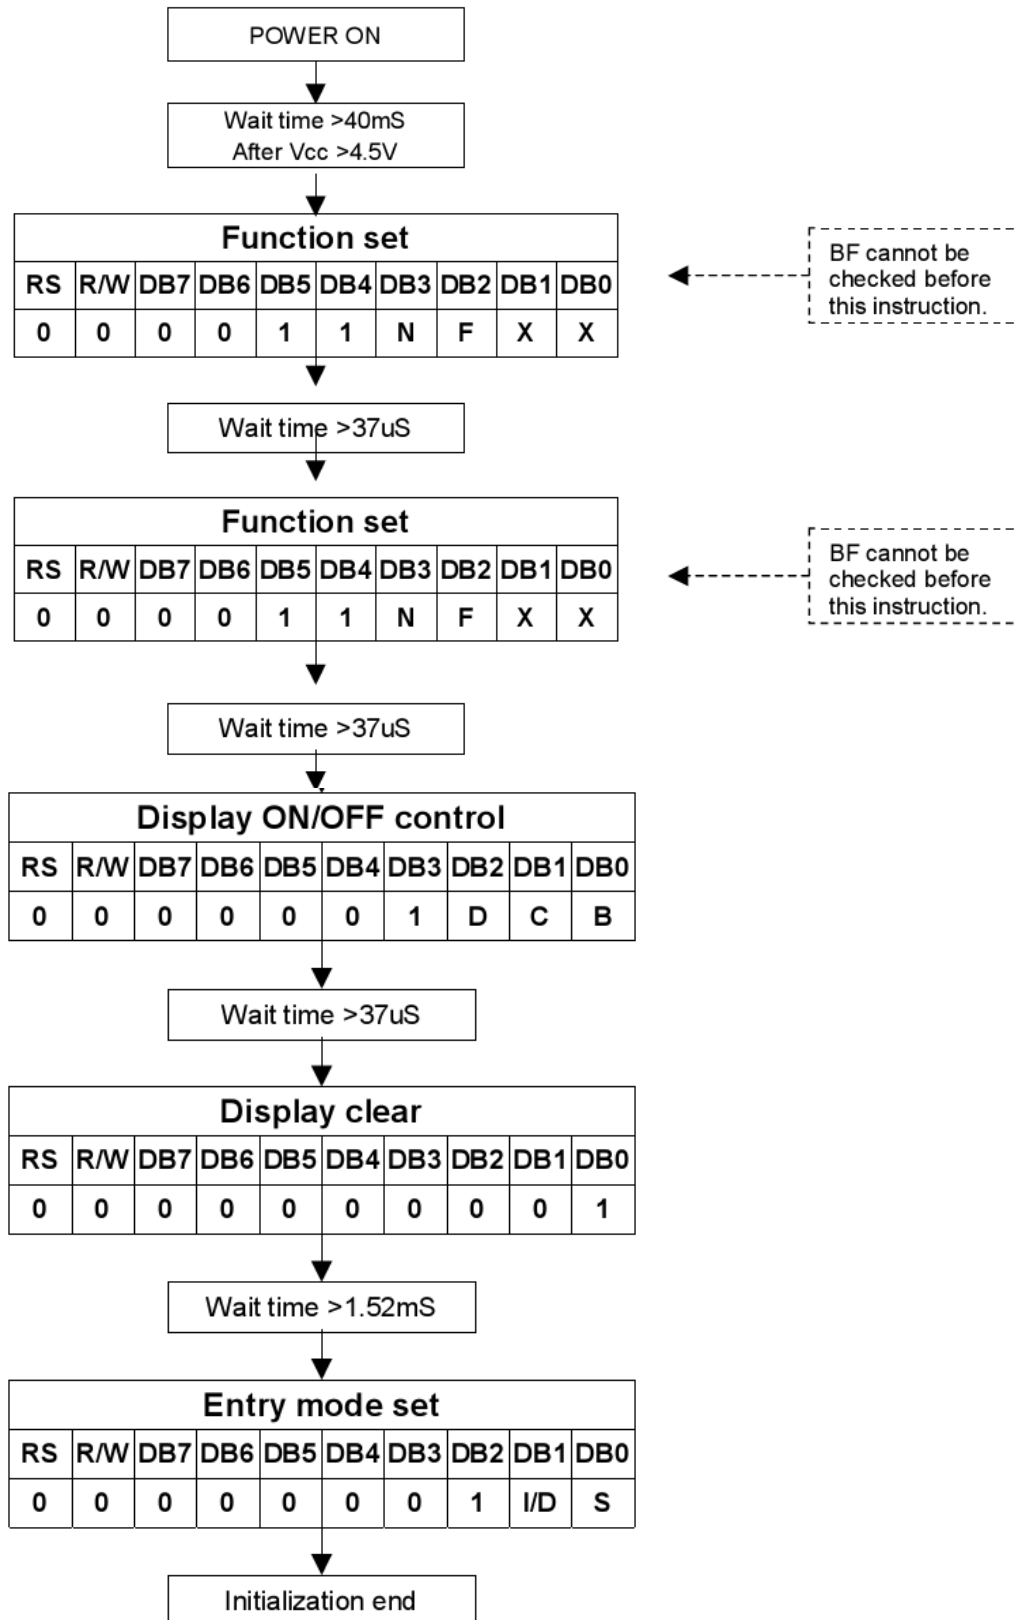 POWER ON
Wait time >40mS
After Vcc >4.5V
Function set
RS R/W DB7 DB6 DB5 DB4 DB3 DB2 DB1 DB0
0 0 0 0 1 1 N F X X
BF cannot be
checked before
this instruction.
Wait time >37uS
Function set
RS R/W DB7 DB6 DB5 DB4 DB3 DB2 DB1 DB0
0 0 0 0 1 1 N F X X
BF cannot be
checked before
this instruction.
Wait time >37uS
Display ON/OFF control
RS R/W DB7 DB6 DB5 DB4 DB3 DB2 DB1 DB0
0 0 0 0 0 0 1 D C B
Wait time >37uS
Display clear
RS R/W DB7 DB6 DB5 DB4 DB3 DB2 DB1 DB0
0 0 0 0 0 0 0 0 0 1
Wait time >1.52mS
Entry mode set
RS R/W DB7 DB6 DB5 DB4 DB3 DB2 DB1 DB0
0 0 0 0 0 0 0 1 I/D S
Initialization end